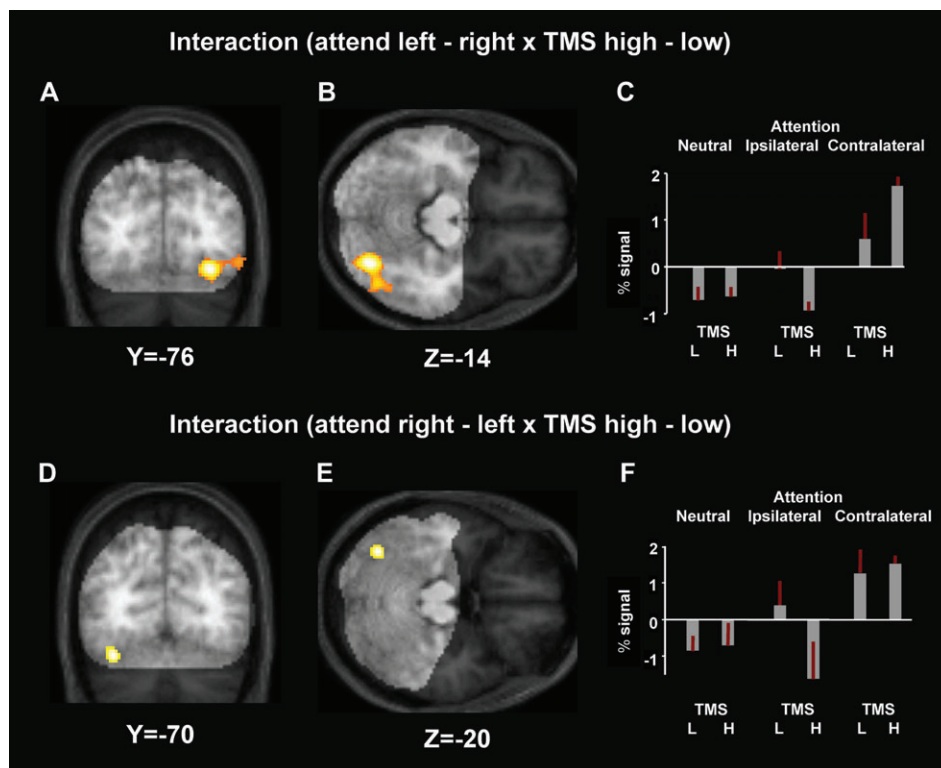 Interaction (attend left - right x TMS high - low)
A
B
C
Attention
Neutral Ipsilateral Contralateral
2
1
0
-1
% signal
TMS TMS TMS
L H L H L H
Y=-76
Z=-14
Interaction (attend right - left x TMS high - low)
D
E
F
Attention
Neutral Ipsilateral Contralateral
2
1
0
-1
% signal
TMS TMS TMS
L H L H L H
Y=-70
Z=-20